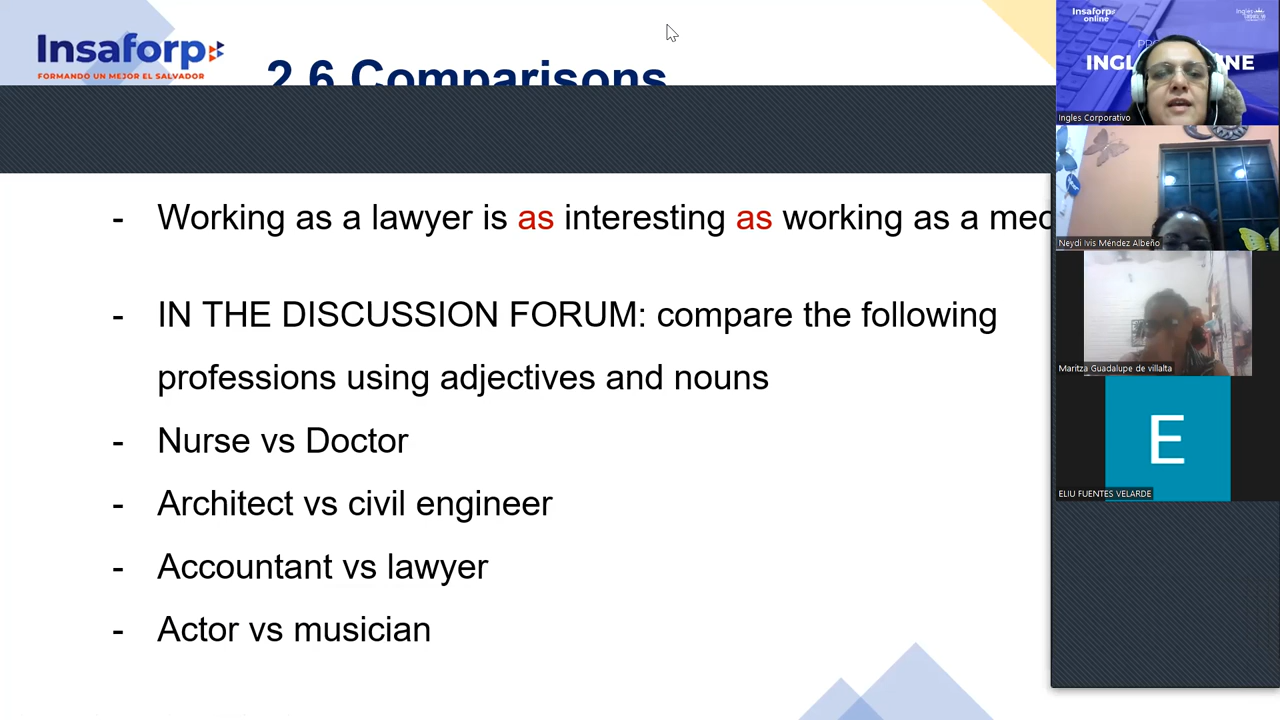 Insaforp
FORMANDO UN MEJOR EL SALVADOR
2.6 Comparisons
- Working as a lawyer is as interesting as working as a
- IN THE DISCUSSION FORUM: compare the following
professions using adjectives and nouns
- Nurse vs Doctor
- Architect vs civil engineer
- Accountant vs lawyer
- Actor vs musician
Insaforp
online
Ingles Corporativo
Neydi Ivis Méndez Albeño
Maritza Guadalupe de villalta
E
ELIU FUENTES VELARDE